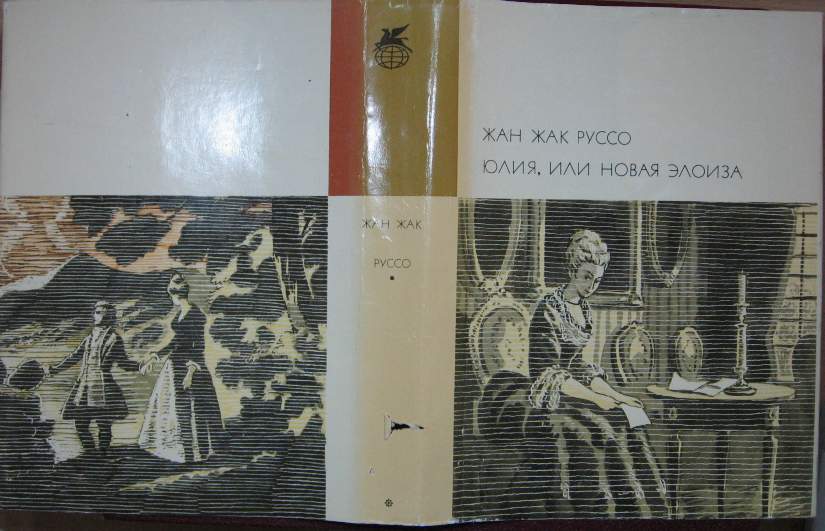 ЖАН ЖАК
РУССО
ЖАН ЖАК РУССО
ЮЛИЯ, ИЛИ НОВАЯ ЭЛОИЗА